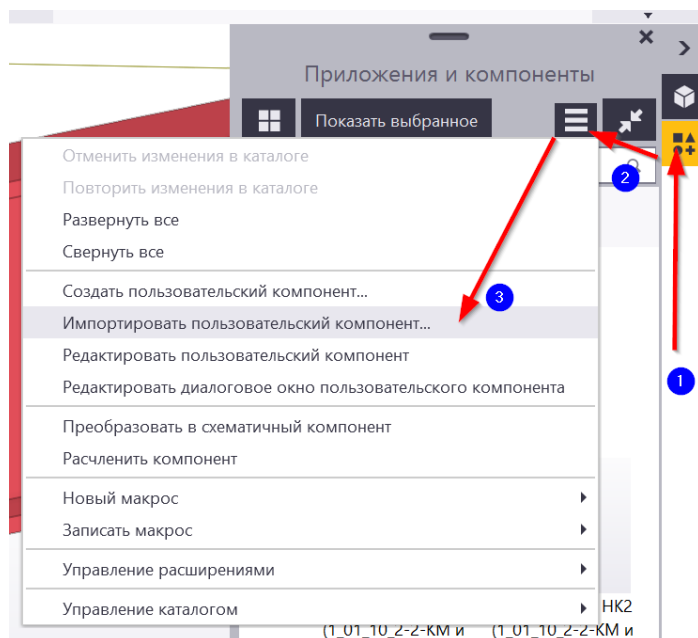 Приложения и компоненты
Показать выбранное
Отменить изменения в каталоге
2
Повторить изменения в каталоге
Развернуть все
Свернуть все
Создать пользовательский компонент...
3
Импортировать пользовательский компонент...
Редактировать пользовательский компонент
1
Редактировать диалоговое окно пользовательского компонента
Преобразовать в схематичный компонент
Расчленить компонент
Новый макрос
Записать макрос
Управление расширениями
Управление каталогом
НК2
(1_01_10_2-2-КМ и (1_01_10_2-2-КМ и